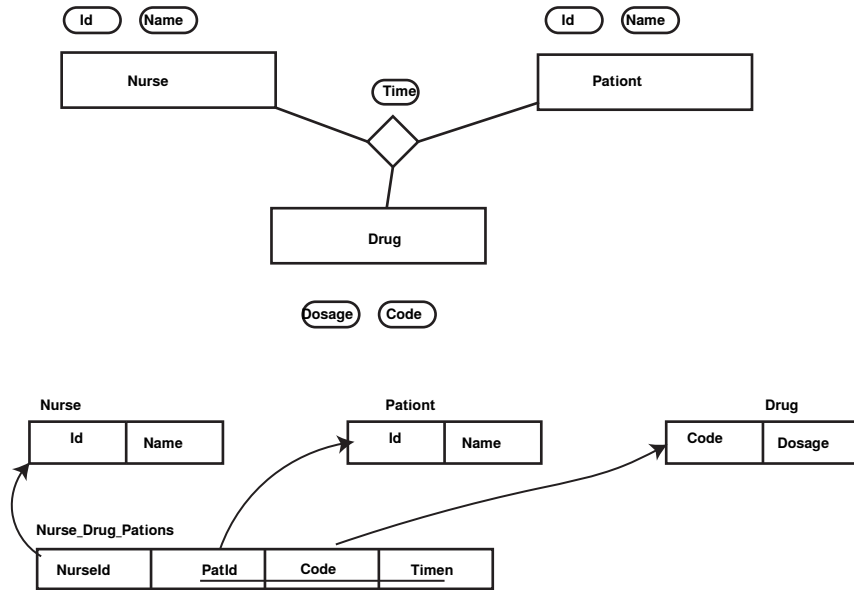 Id Name Id Name
Nurse Pationt
Time
Drug
Dosage Code
Nurse Pationt Drug
Id Name Id Name Code Dosage
Nurse_Drug_Pations
NurseId PatId Code Timen